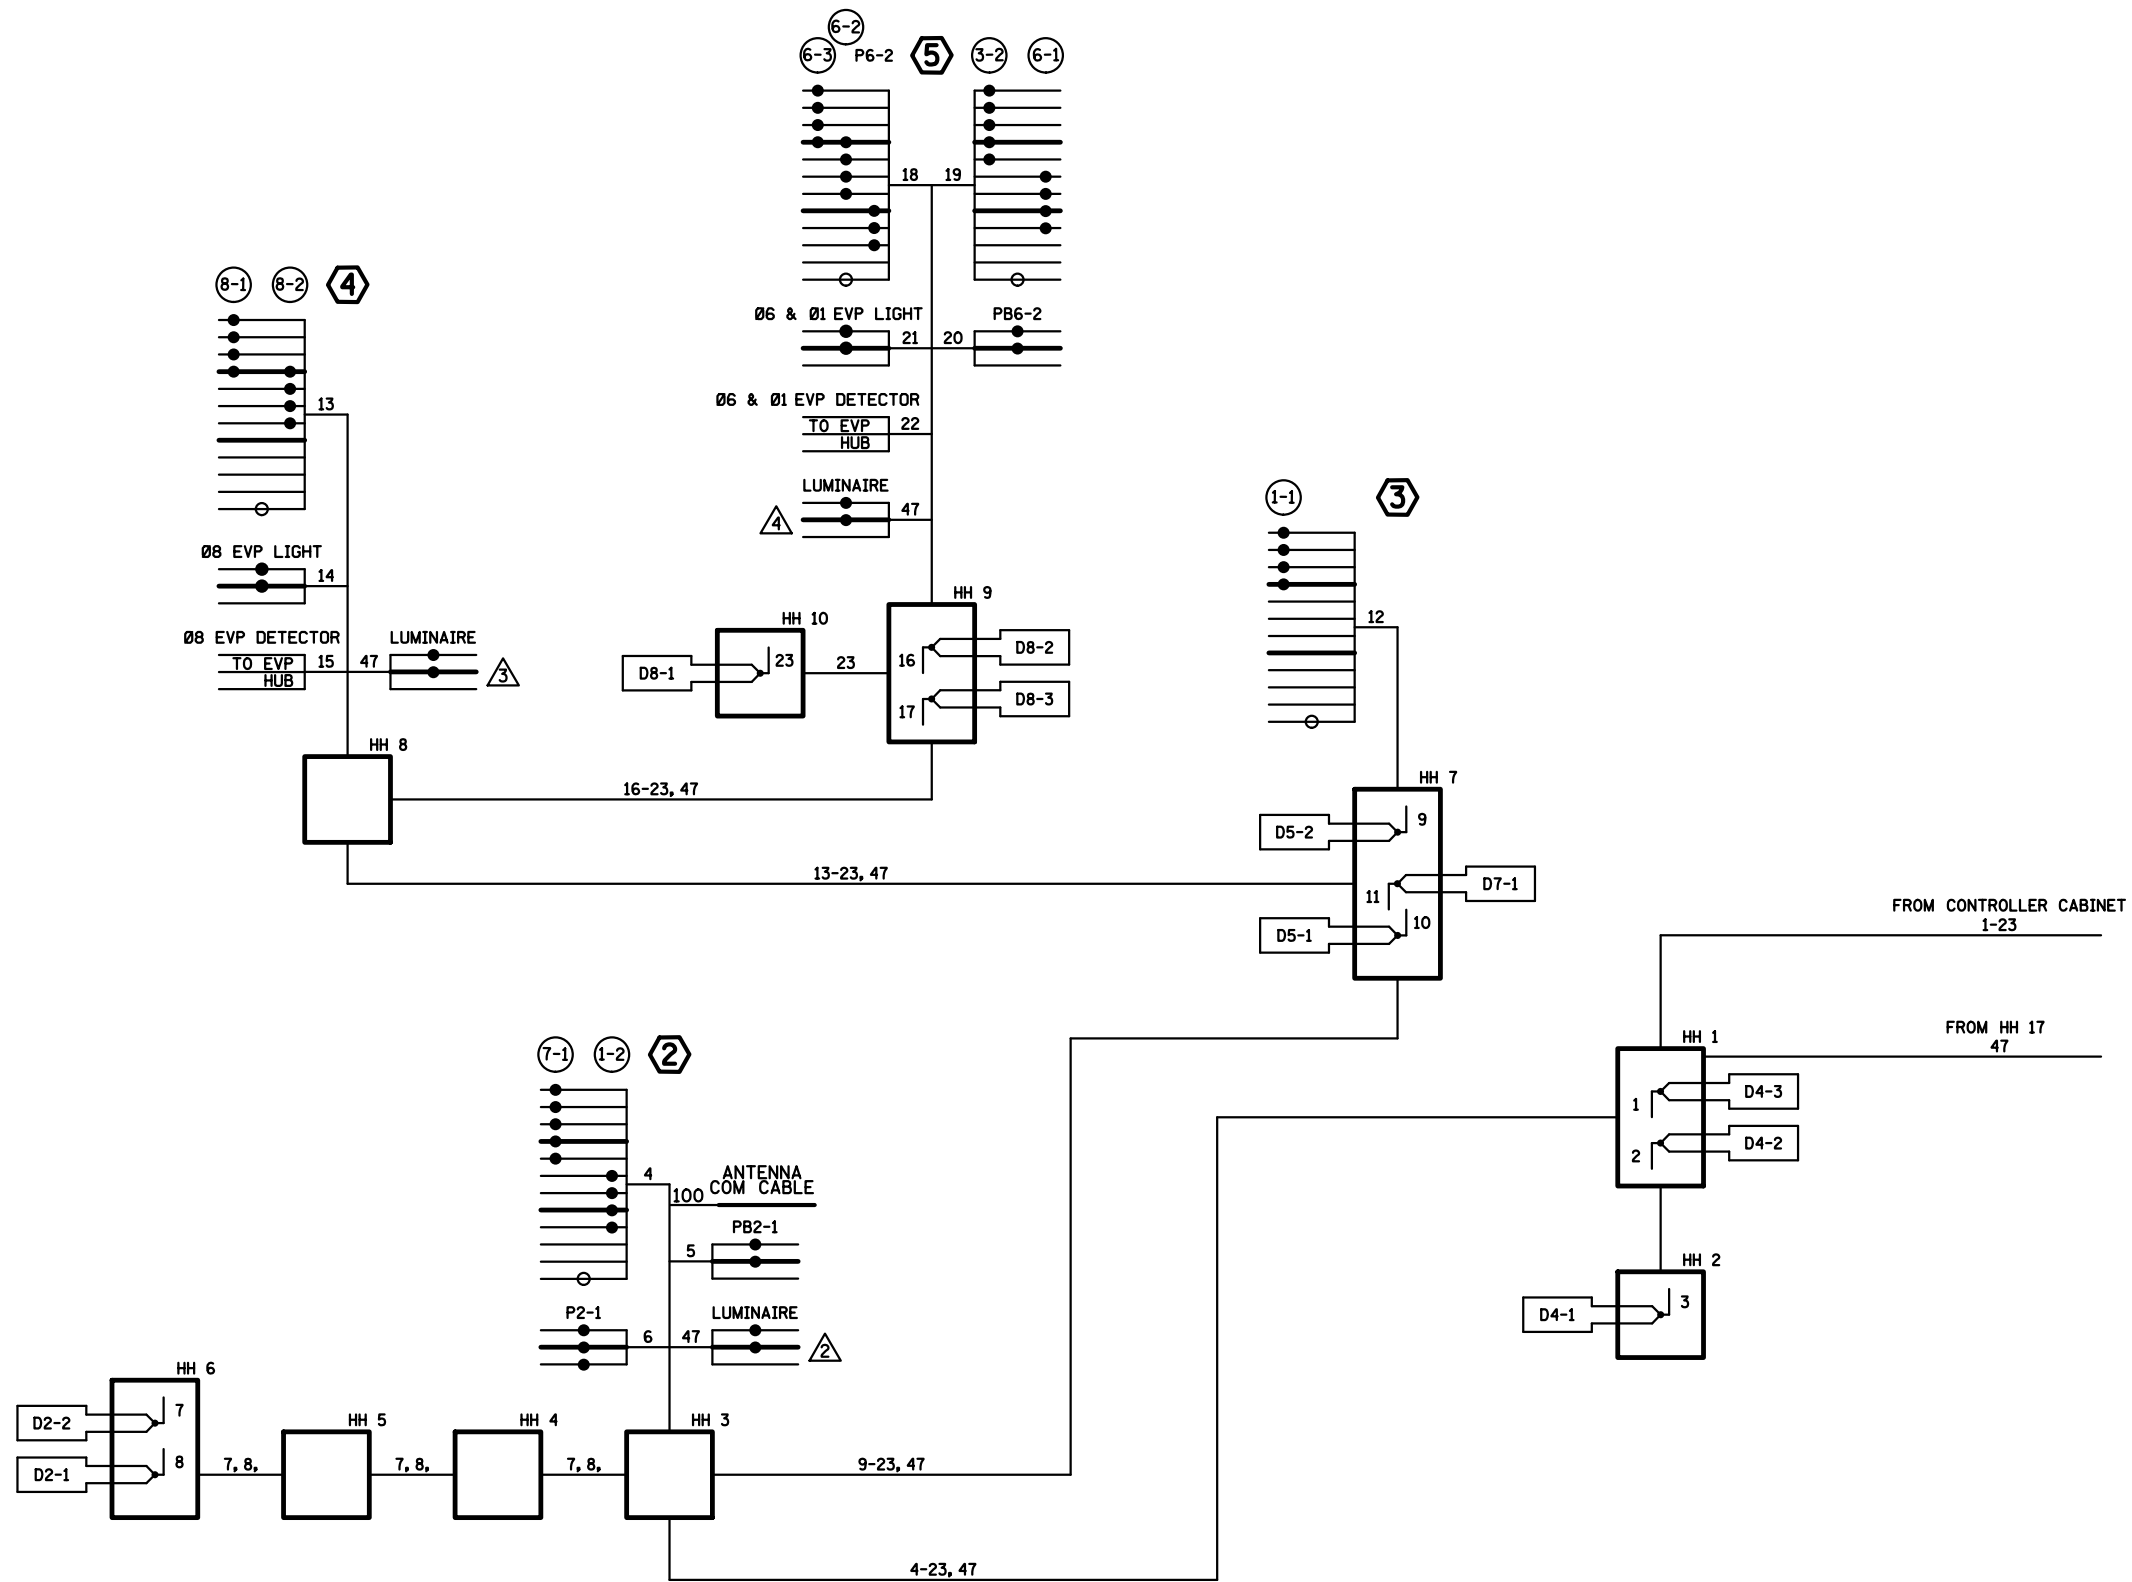 6-2
6-3
P6-2
5
3-2
6-1
18
19
8-1
8-2
4
Ø6 & Ø1 EVP LIGHT
21
20
PB6-2
13
Ø6 & Ø1 EVP DETECTOR
TO EVP
HUB
22
LUMINAIRE
47
4
1-1
3
12
Ø8 EVP LIGHT
14
Ø8 EVP DETECTOR
TO EVP
HUB
15
47
LUMINAIRE
3
HH 10
23
D8-1
23
HH 9
16
D8-2
17
D8-3
HH 8
16-23, 47
HH 7
D5-2
9
13-23, 47
11
D7-1
D5-1
10
FROM CONTROLLER CABINET
1-23
FROM HH 17
47
HH 1
1
D4-3
2
D4-2
7-1
1-2
2
4
100
ANTENNA
COM CABLE
PB2-1
5
P2-1
6
47
LUMINAIRE
2
HH 2
D4-1
3
HH 6
D2-2
7
D2-1
8
7, 8,
HH 5
7, 8,
HH 4
7, 8,
HH 3
9-23, 47
4-23, 47